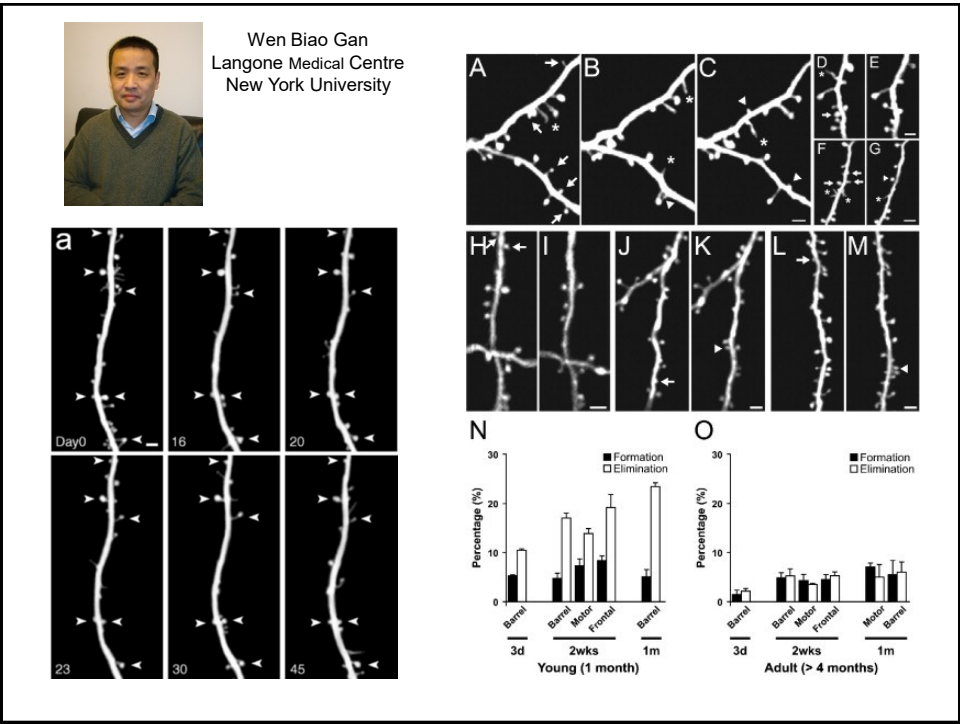 Wen Biao Gan
Langone Medical Centre
New York University
a
Day0
16
20
23
30
45
A
B
C
D
E
F
G
H
I
J
K
L
M
N
Formation
Elimination
Percentage (%)
30
20
10
0
Barrel
Barrel
Motor
Frontal
Barrel
3d
2wks
1m
Young (1 month)
O
Formation
Elimination
Percentage (%)
30
20
10
0
Barrel
Barrel
Motor
Frontal
Motor
Barrel
3d
2wks
1m
Adult (> 4 months)